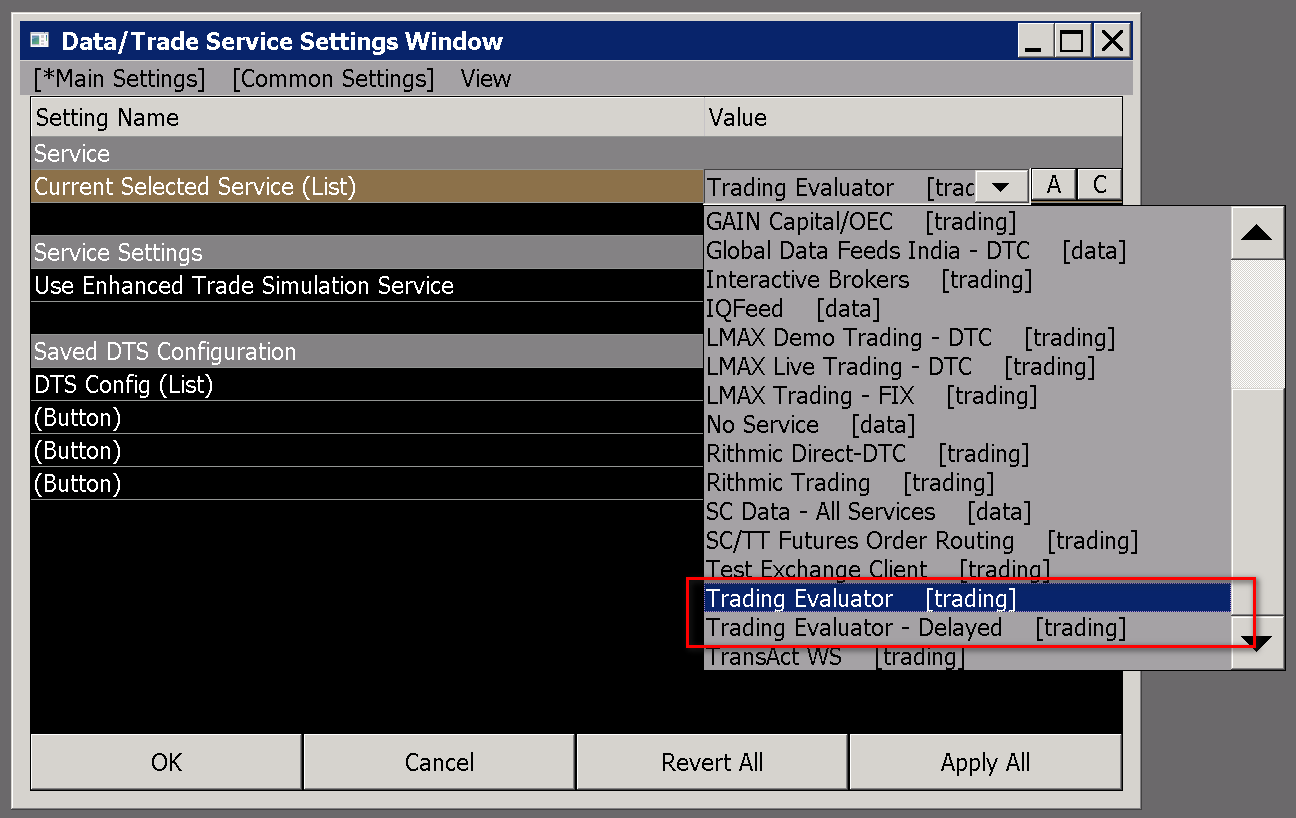 Data/Trade Service Settings Window
[*Main Settings] [Common Settings] View
Setting Name Value
Service
Current Selected Service (List) Trading Evaluator [trad A C
GAIN Capital/OEC [trading]
Service Settings Global Data Feeds India - DTC [data]
Use Enhanced Trade Simulation Service Interactive Brokers [trading]
IQFeed [data]
LMAX Demo Trading - DTC [trading]
Saved DTS Configuration LMAX Live Trading - DTC [trading]
DTS Config (List) LMAX Trading - FIX [trading]
(Button) No Service [data]
(Button) Rithmic Direct-DTC [trading]
(Button) Rithmic Trading [trading]
SC Data - All Services [data]
SC/TT Futures Order Routing [trading]
Test Exchange Client [trading]
Trading Evaluator [trading]
Trading Evaluator - Delayed [trading]
TransAct WS [trading]
OK Cancel Revert All Apply All